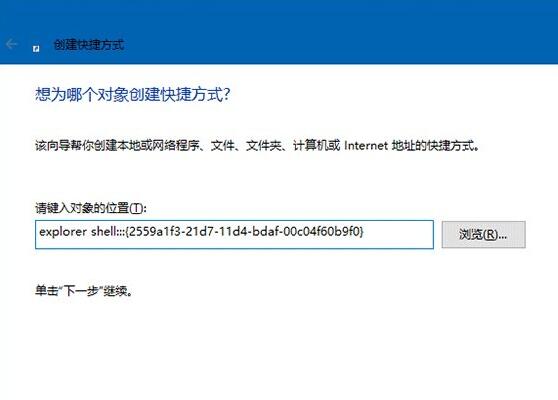 创建快捷方式
想为哪个对象创建快捷方式?
该向导帮你创建本地或网络程序、文件、文件夹、计算机或 Internet 地址的快捷方式。
请键入对象的位置(T):
explorer shell:::{2559a1f3-21d7-11d4-bdaf-00c04f60b9f0}
浏览(R)...
单击“下一步”继续。